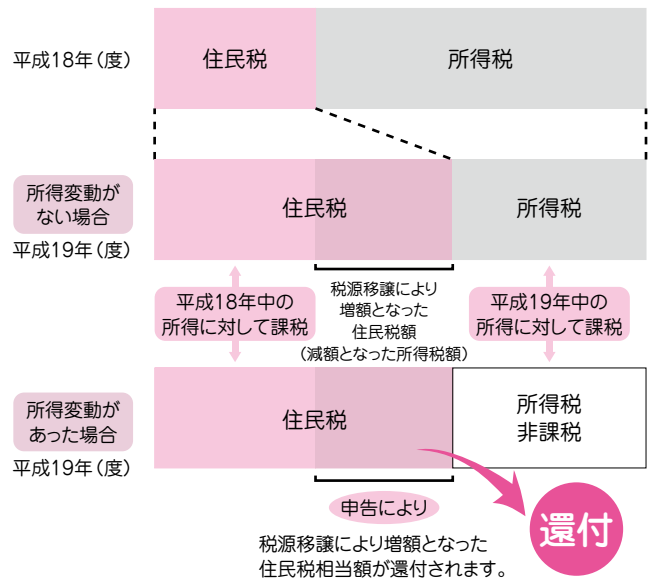 平成18年(度)
住民税
所得税
所得変動が
ない場合
平成19年(度)
住民税
所得税
平成18年中の
所得に対して課税
税源移譲により
増額となった
住民税額
(減額となった所得税額)
平成19年中の
所得に対して課税
所得変動が
あった場合
平成19年(度)
住民税
所得税
非課税
申告により
還付
税源移譲により増額となった
住民税相当額が還付されます。